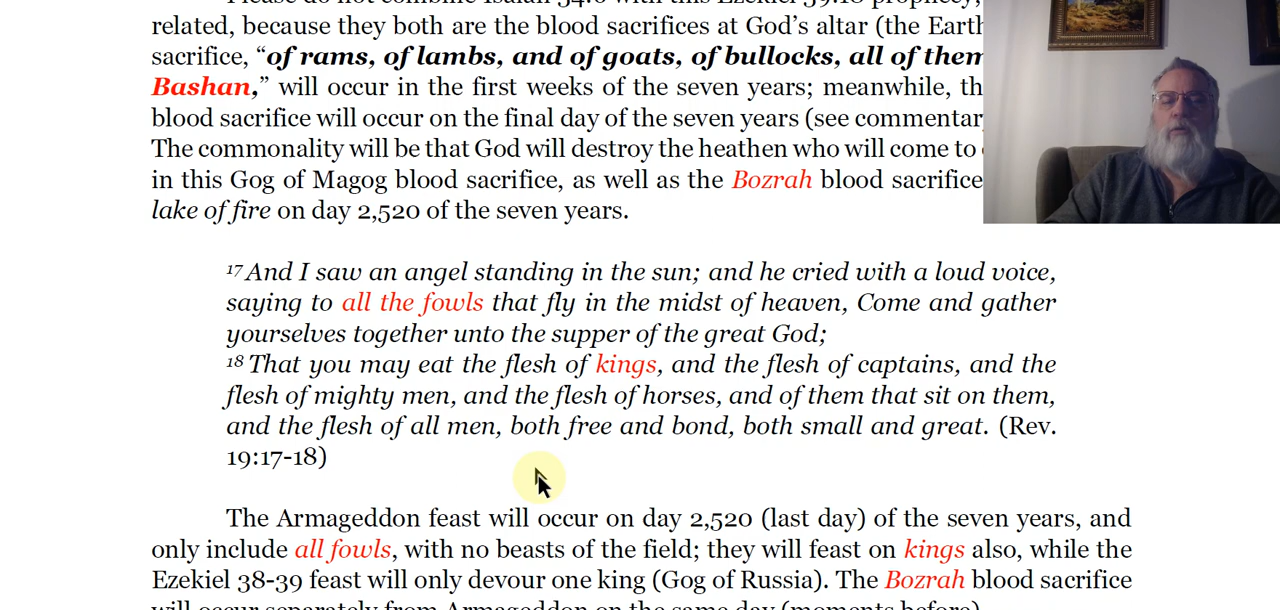 related, because they both are the blood sacrifices at God's altar (the Earth
sacrifice, "of rams, of lambs, and of goats, of bullocks, all of them
Bashan," will occur in the first weeks of the seven years; meanwhile, th
blood sacrifice will occur on the final day of the seven years (see commentar
The commonality will be that God will destroy the heathen who will come to
in this Gog of Magog blood sacrifice, as well as the Bozrah blood sacrifice
lake of fire on day 2,520 of the seven years.
17 And I saw an angel standing in the sun; and he cried with a loud voice,
saying to all the fowls that fly in the midst of heaven, Come and gather
yourselves together unto the supper of the great God;
18 That you may eat the flesh of kings, and the flesh of captains, and the
flesh of mighty men, and the flesh of horses, and of them that sit on them,
and the flesh of all men, both free and bond, both small and great. (Rev.
19:17-18)
The Armageddon feast will occur on day 2,520 (last day) of the seven years, and
only include all fowls, with no beasts of the field; they will feast on kings also, while the
Ezekiel 38-39 feast will only devour one king (Gog of Russia). The Bozrah blood sacrifice
will occur separately from Armageddon on the same day (moments before).